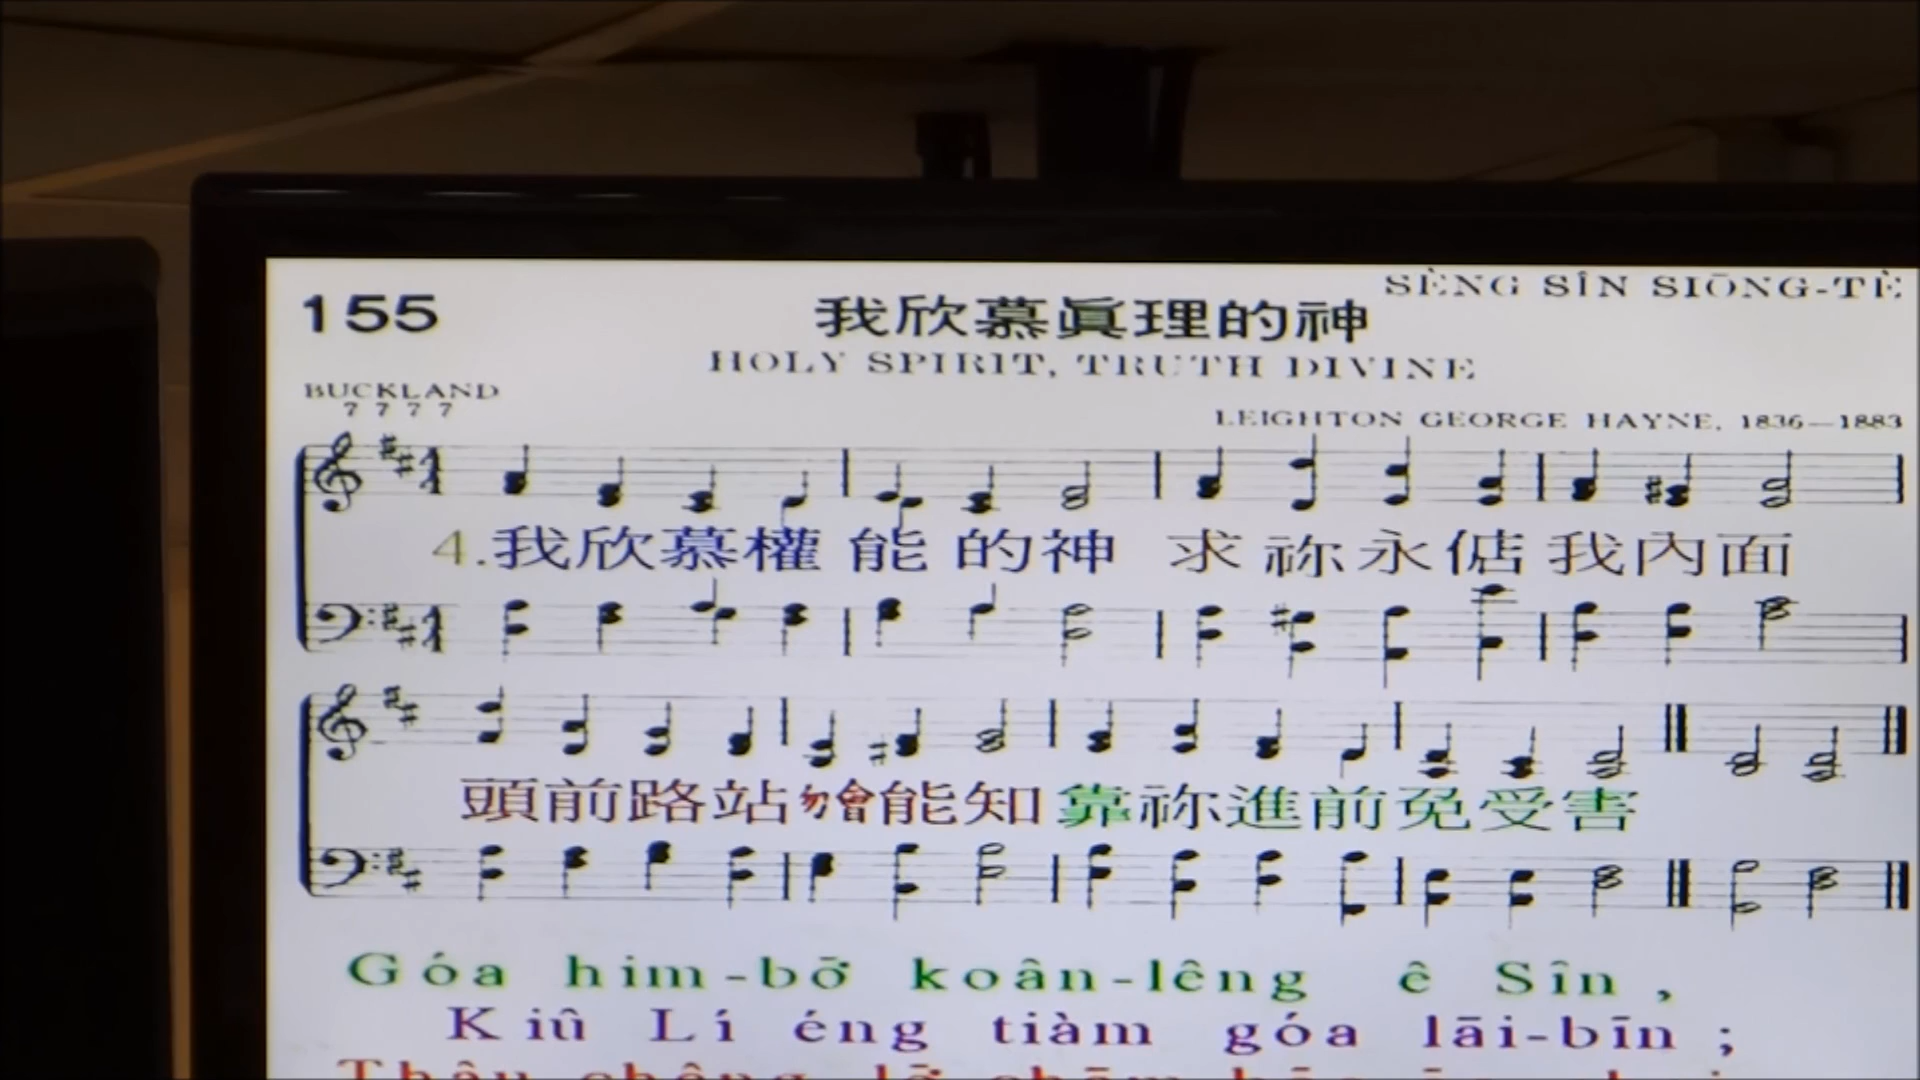 SÈNG SÎN SIŌNG-TÈ
155 我欣慕眞理的神
HOLY SPIRIT, TRUTH DIVINE
BUCKLAND
7 7 7 7
LEIGHTON GEORGE HAYNE, 1836—1883
4.我欣慕權能的神 求祢永踮我內面
頭前路站𣍐能知 靠祢進前免受害
Góa him-bō͘ koân-lêng ê Sîn,
Kiû Lí éng tiàm góa lāi-bīn;